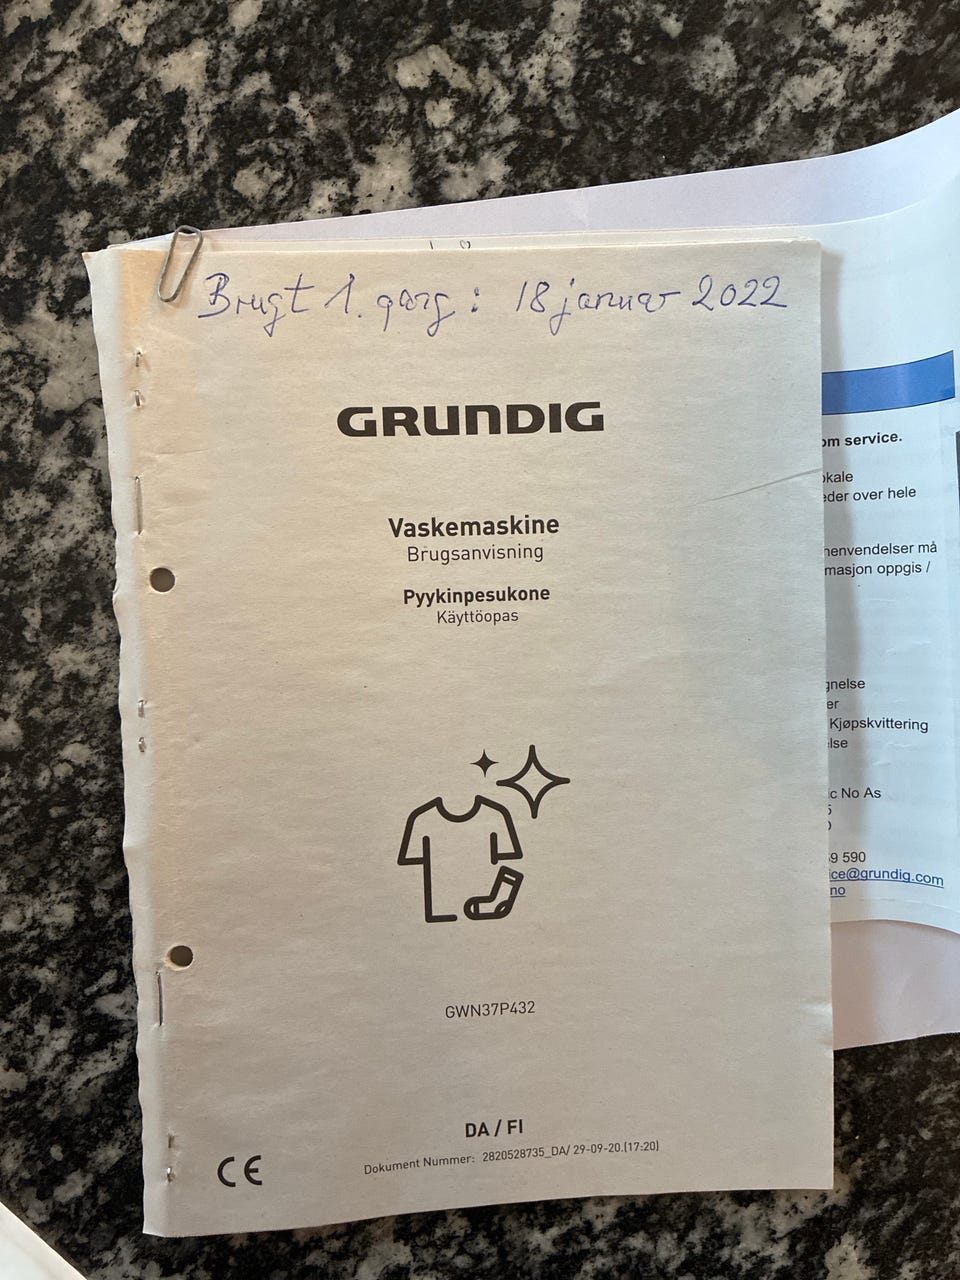 Brugt 1. gang: 18 januar 2022
GRUNDIG
Vaskemaskine
Brugsanvisning
Pyykinpesukone
Käyttöopas
GWN37P432
DA / FI
Dokument Nummer: 2820528735_DA/ 29-09-20.(17:20)
CE
om service.
okale
eder over hele
henvendelser må
masjon oppgis /
gnelse
er
Kjøpskvittering
else
c No As
5
59 590
ice@grundig.com
no